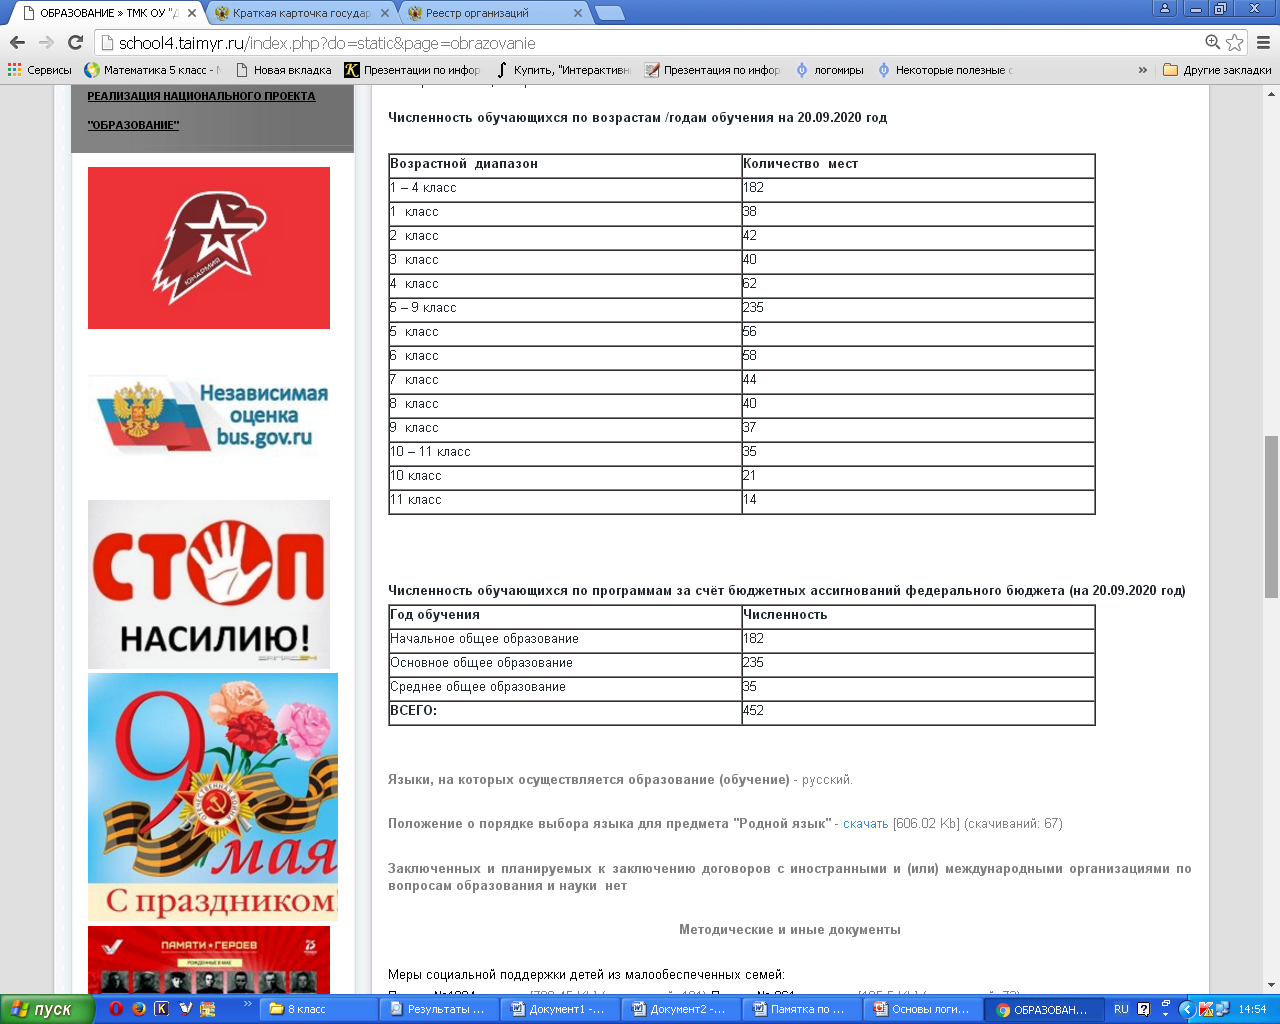 ОБРАЗОВАНИЕ » ТМК ОУ "Д
Краткая карточка государ
Реестр организаций
school4.taimyr.ru/index.php?do=static&page=obrazovanie
Сервисы
Математика 5 класс -
Новая вкладка
Презентации по инфор
Купить, "Интерактивн
Презентация по инфор
логомиры
Некоторые полезные с
»
Другие закладки
РЕАЛИЗАЦИЯ НАЦИОНАЛЬНОГО ПРОЕКТА
"ОБРАЗОВАНИЕ"
ЮНАРМИЯ
Независимая
оценка
bus.gov.ru
СТОП
НАСИЛИЮ!
9
мая
ОТЕЧЕСТВЕННАЯ ВОЙНА
С праздником!
ПАМЯТИ ГЕРОЕВ
РОЖДЕННЫЕ В МАЕ
75
Численность обучающихся по возрастам /годам обучения на 20.09.2020 год
Возрастной диапазон Количество мест
1 – 4 класс 182
1 класс 38
2 класс 42
3 класс 40
4 класс 62
5 – 9 класс 235
5 класс 56
6 класс 58
7 класс 44
8 класс 40
9 класс 37
10 – 11 класс 35
10 класс 21
11 класс 14
Численность обучающихся по программам за счёт бюджетных ассигнований федерального бюджета (на 20.09.2020 год)
Год обучения Численность
Начальное общее образование 182
Основное общее образование 235
Среднее общее образование 35
ВСЕГО: 452
Языки, на которых осуществляется образование (обучение) - русский.
Положение о порядке выбора языка для предмета "Родной язык" - скачать [606.02 Kb] (скачиваний: 67)
Заключенных и планируемых к заключению договоров с иностранными и (или) международными организациями по
вопросам образования и науки нет
Методические и иные документы
Меры социальной поддержки детей из малообеспеченных семей:
пуск
»
8 класс
Результаты ...
Документ1 -...
Документ2 -...
Памятка по ...
Основы логи...
ОБРАЗОВАН...
RU
14:54